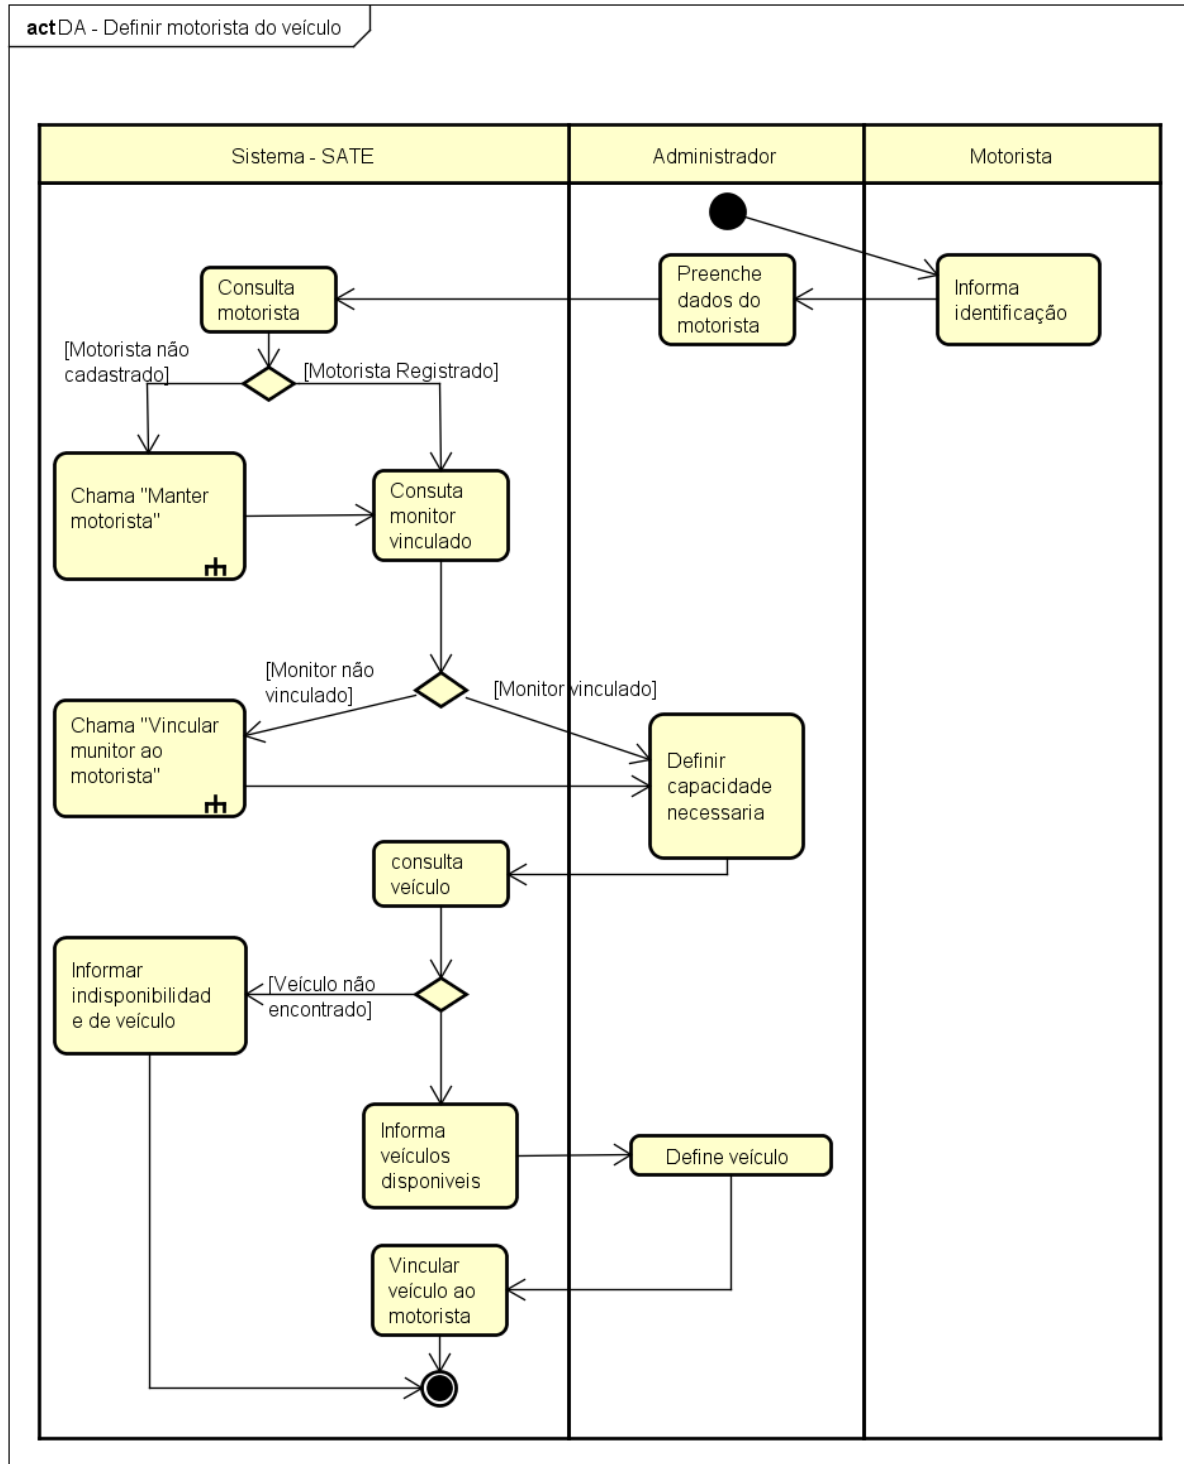 act DA - Definir motorista do veículo
Sistema - SATE
Administrador
Motorista
Consulta
motorista
Preenche
dados do
motorista
Informa
identificação
[Motorista não
cadastrado]
[Motorista Registrado]
Chama "Manter
motorista"
Consuta
monitor
vinculado
[Monitor não
vinculado]
[Monitor vinculado]
Chama "Vincular
munitor ao
motorista"
Definir
capacidade
necessaria
consulta
veículo
Informar
indisponibilidad
e de veículo
[Veículo não
encontrado]
Informa
veículos
disponiveis
Define veículo
Vincular
veículo ao
motorista